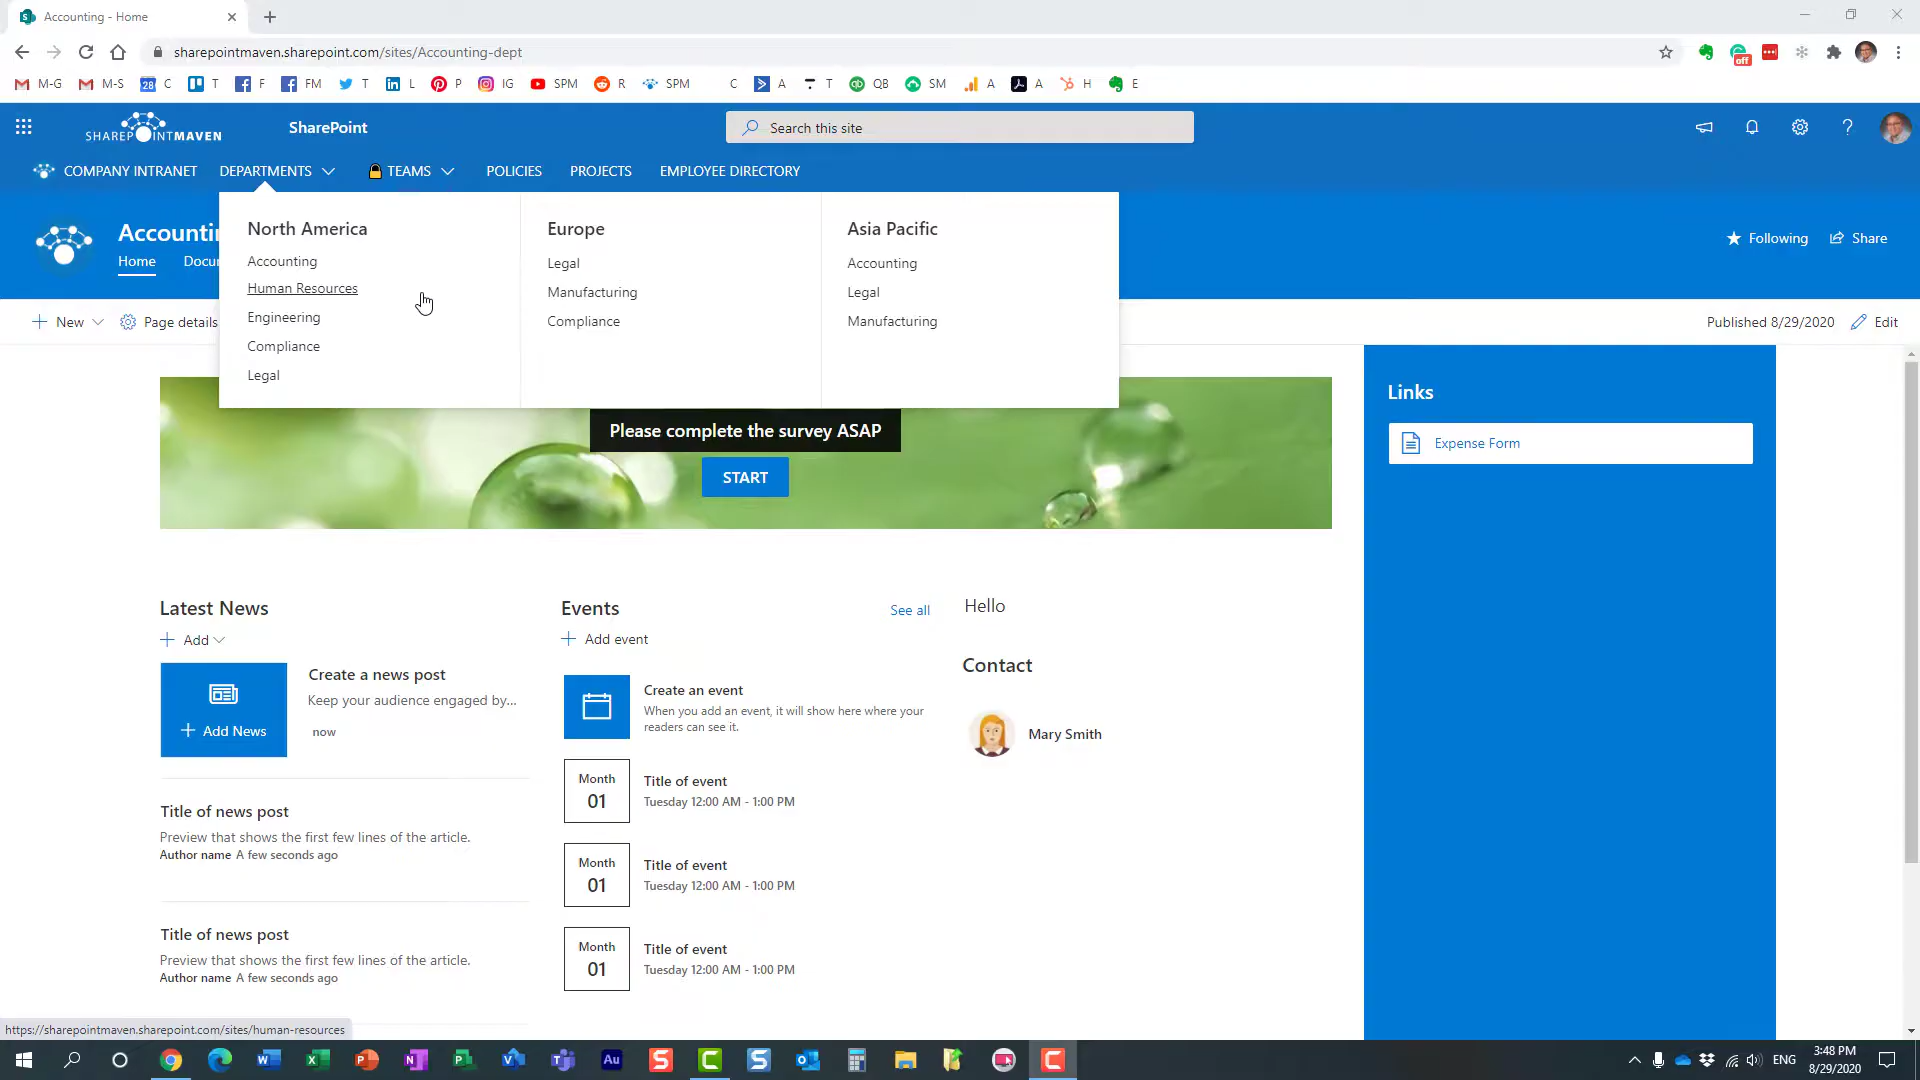 Accounting - Home
sharepointmaven.sharepoint.com/sites/Accounting-dept
M-G M-S C T F FM T L P IG SPM R SPM C A T QB SM A A H E
28
off
SHAREPOINTMAVEN SharePoint Search this site
COMPANY INTRANET DEPARTMENTS TEAMS POLICIES PROJECTS EMPLOYEE DIRECTORY
North America
Accounting
Human Resources
Engineering
Compliance
Legal
Europe
Legal
Manufacturing
Compliance
Asia Pacific
Accounting
Legal
Manufacturing
Accounti
Home Docu
Following Share
New Page details
Published 8/29/2020 Edit
Please complete the survey ASAP
START
Links
Expense Form
Latest News
Add
Add News
Create a news post
Keep your audience engaged by...
now
Title of news post
Preview that shows the first few lines of the article.
Author name A few seconds ago
Title of news post
Preview that shows the first few lines of the article.
Author name A few seconds ago
Events See all
Add event
Create an event
When you add an event, it will show here where your
readers can see it.
Month
01
Title of event
Tuesday 12:00 AM - 1:00 PM
Month
01
Title of event
Tuesday 12:00 AM - 1:00 PM
Month
01
Title of event
Tuesday 12:00 AM - 1:00 PM
Hello
Contact
Mary Smith
https://sharepointmaven.sharepoint.com/sites/human-resources
Au
ENG
3:48 PM
8/29/2020